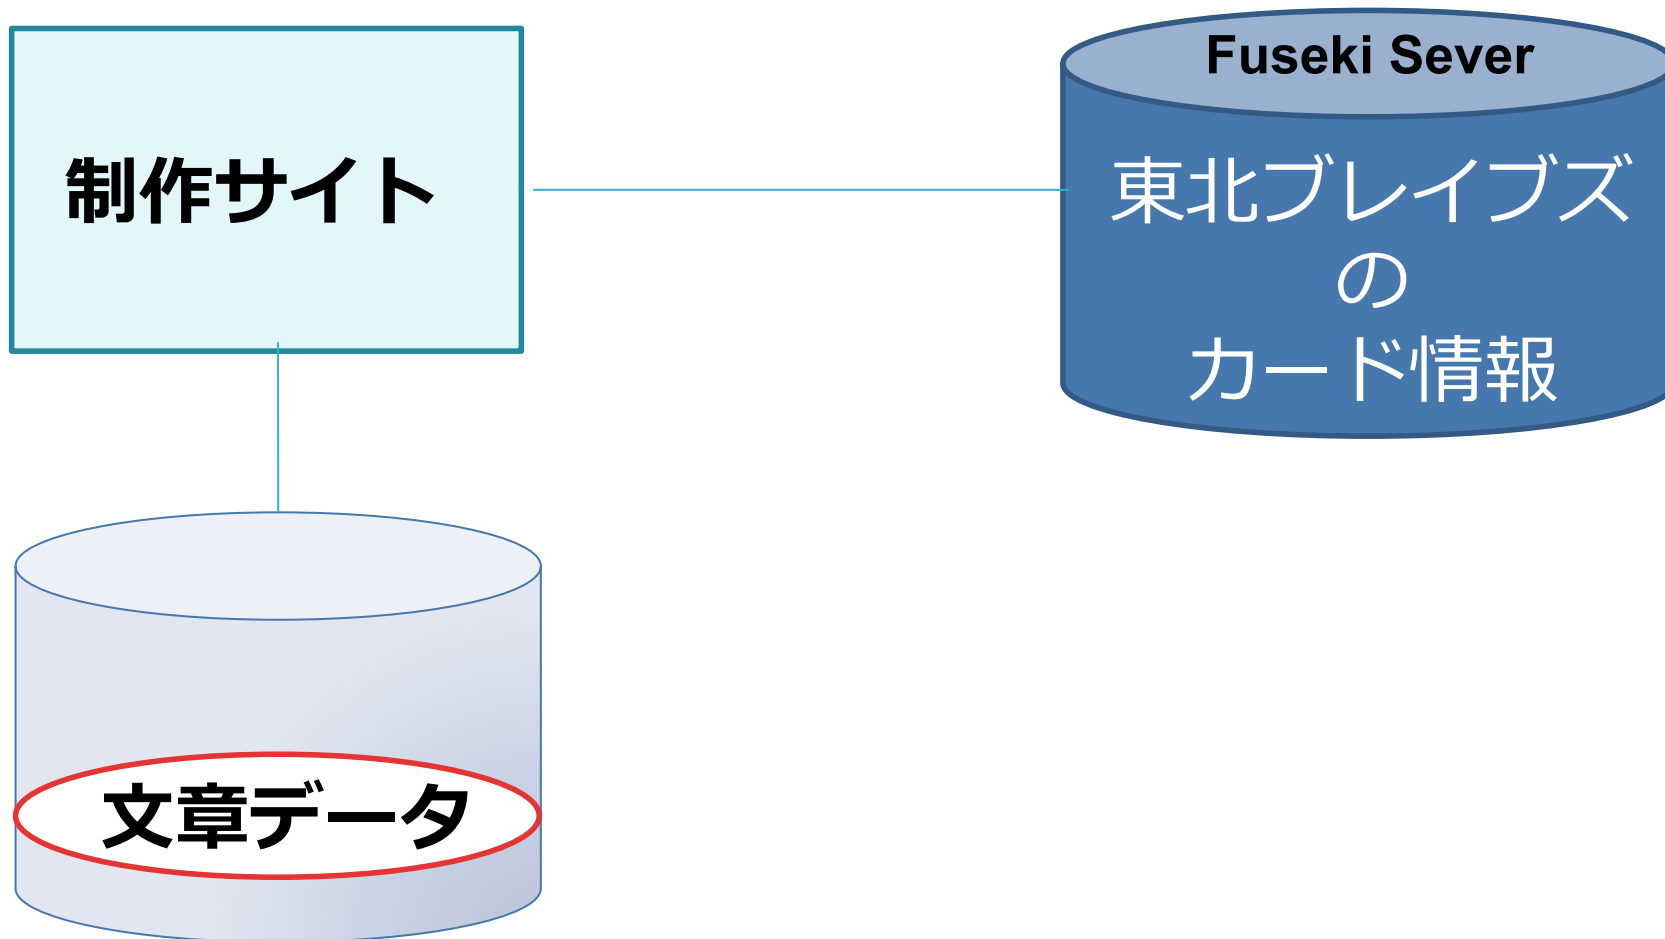 制作サイト
Fuseki Sever
東北ブレイブズ
の
カード情報
文章データ